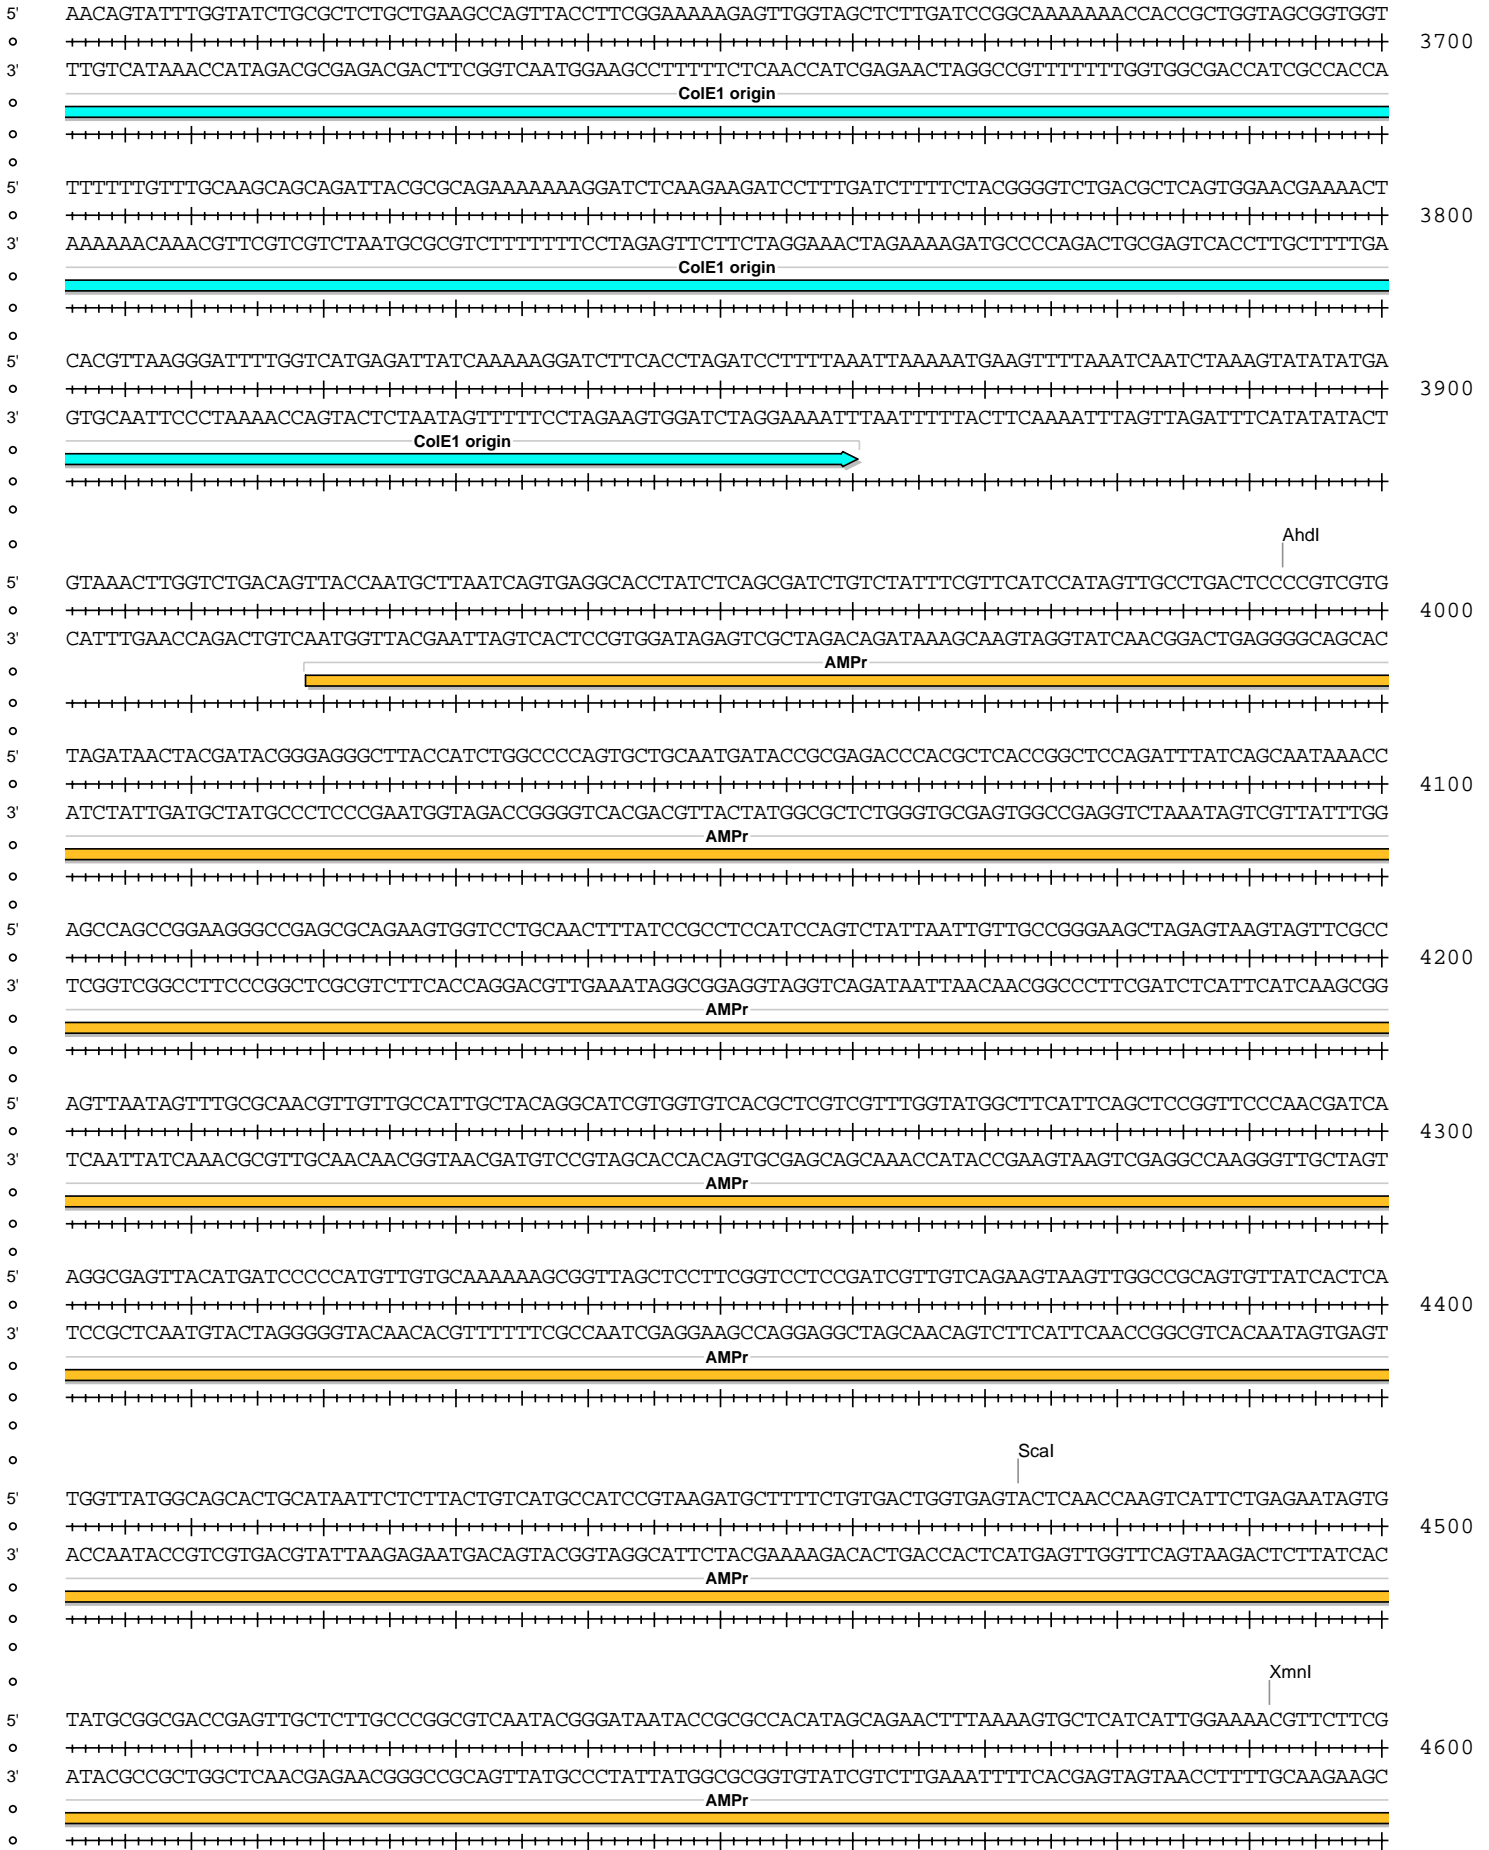 5' AACAGTATTTGGTATCTGCGCTCTGCTGAAGCCAGTTACCTTCGGAAAAAGAGTTGGTAGCTCTTGATCCGGCAAAAAAACCACCGCTGGTAGCGGTGGT
3700
3' TTGTCATAAACCATAGACGCGAGACGACTTCGGTCAATGGAAGCCTTTTTCTCAACCATCGAGAACTAGGCCGTTTTTTTGGTGGCGACCATCGCCACCA
ColE1 origin
5' TTTTTTGTTTGCAAGCAGCAGATTACGCGCAGAAAAAAAGGATCTCAAGAAGATCCTTTGATCTTTTCTACGGGGTCTGACGCTCAGTGGAACGAAAACT
3800
3' AAAAAACAAACGTTCGTCGTCTAATGCGCGTCTTTTTTTCCTAGAGTTCTTCTAGGAAACTAGAAAAGATGCCCCAGACTGCGAGTCACCTTGCTTTTGA
ColE1 origin
5' CACGTTAAGGGATTTTGGTCATGAGATTATCAAAAAGGATCTTCACCTAGATCCTTTTAAATTAAAAATGAAGTTTTAAATCAATCTAAAGTATATATGA
3900
3' GTGCAATTCCCTAAAACCAGTACTCTAATAGTTTTTCCTAGAAGTGGATCTAGGAAAATTTAATTTTTACTTCAAAATTTAGTTAGATTTCATATATACT
ColE1 origin
AhdI
5' GTAAACTTGGTCTGACAGTTACCAATGCTTAATCAGTGAGGCACCTATCTCAGCGATCTGTCTATTTCGTTCATCCATAGTTGCCTGACTCCCCGTCGTG
4000
3' CATTTGAACCAGACTGTCAATGGTTACGAATTAGTCACTCCGTGGATAGAGTCGCTAGACAGATAAAGCAAGTAGGTATCAACGGACTGAGGGGCAGCAC
AMPr
5' TAGATAACTACGATACGGGAGGGCTTACCATCTGGCCCCAGTGCTGCAATGATACCGCGAGACCCACGCTCACCGGCTCCAGATTTATCAGCAATAAACC
4100
3' ATCTATTGATGCTATGCCCTCCCGAATGGTAGACCGGGGTCACGACGTTACTATGGCGCTCTGGGTGCGAGTGGCCGAGGTCTAAATAGTCGTTATTTGG
AMPr
5' AGCCAGCCGGAAGGGCCGAGCGCAGAAGTGGTCCTGCAACTTTATCCGCCTCCATCCAGTCTATTAATTGTTGCCGGGAAGCTAGAGTAAGTAGTTCGCC
4200
3' TCGGTCGGCCTTCCCGGCTCGCGTCTTCACCAGGACGTTGAAATAGGCGGAGGTAGGTCAGATAATTAACAACGGCCCTTCGATCTCATTCATCAAGCGG
AMPr
5' AGTTAATAGTTTGCGCAACGTTGTTGCCATTGCTACAGGCATCGTGGTGTCACGCTCGTCGTTTGGTATGGCTTCATTCAGCTCCGGTTCCCAACGATCA
4300
3' TCAATTATCAAACGCGTTGCAACAACGGTAACGATGTCCGTAGCACCACAGTGCGAGCAGCAAACCATACCGAAGTAAGTCGAGGCCAAGGGTTGCTAGT
AMPr
5' AGGCGAGTTACATGATCCCCCATGTTGTGCAAAAAAGCGGTTAGCTCCTTCGGTCCTCCGATCGTTGTCAGAAGTAAGTTGGCCGCAGTGTTATCACTCA
4400
3' TCCGCTCAATGTACTAGGGGGTACAACACGTTTTTTCGCCAATCGAGGAAGCCAGGAGGCTAGCAACAGTCTTCATTCAACCGGCGTCACAATAGTGAGT
AMPr
ScaI
5' TGGTTATGGCAGCACTGCATAATTCTCTTACTGTCATGCCATCCGTAAGATGCTTTTCTGTGACTGGTGAGTACTCAACCAAGTCATTCTGAGAATAGTG
4500
3' ACCAATACCGTCGTGACGTATTAAGAGAATGACAGTACGGTAGGCATTCTACGAAAAGACACTGACCACTCATGAGTTGGTTCAGTAAGACTCTTATCAC
AMPr
XmnI
5' TATGCGGCGACCGAGTTGCTCTTGCCCGGCGTCAATACGGGATAATACCGCGCCACATAGCAGAACTTTAAAAGTGCTCATCATTGGAAAACGTTCTTCG
4600
3' ATACGCCGCTGGCTCAACGAGAACGGGCCGCAGTTATGCCCTATTATGGCGCGGTGTATCGTCTTGAAATTTTCACGAGTAGTAACCTTTTGCAAGAAGC
AMPr